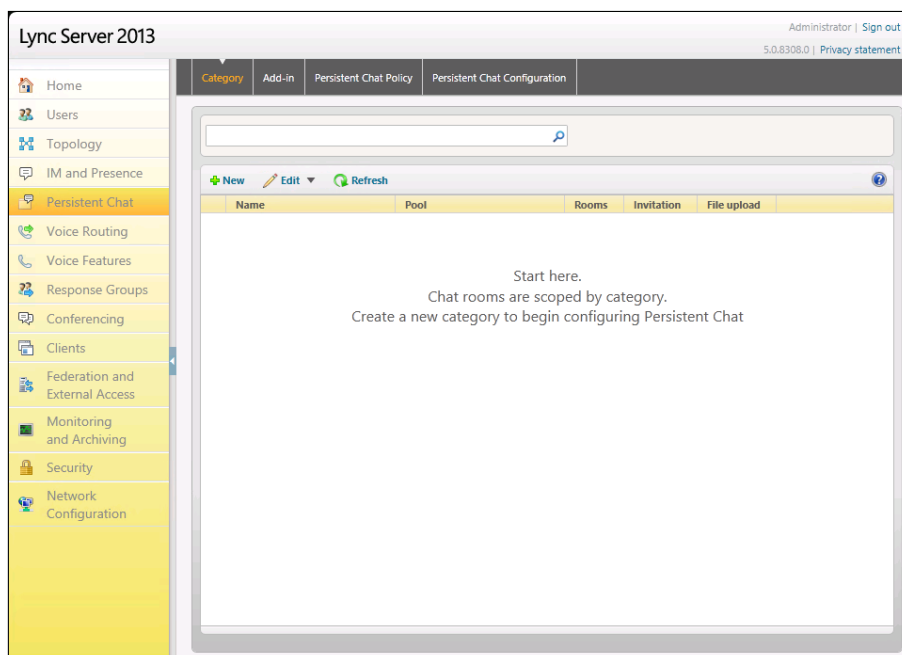 Lync Server 2013
Administrator | Sign out
5.0.8308.0 | Privacy statement
Home
Users
Topology
IM and Presence
Persistent Chat
Voice Routing
Voice Features
Response Groups
Conferencing
Clients
Federation and
External Access
Monitoring
and Archiving
Security
Network
Configuration
Category Add-in Persistent Chat Policy Persistent Chat Configuration
New Edit Refresh
Name Pool Rooms Invitation File upload
Start here.
Chat rooms are scoped by category.
Create a new category to begin configuring Persistent Chat